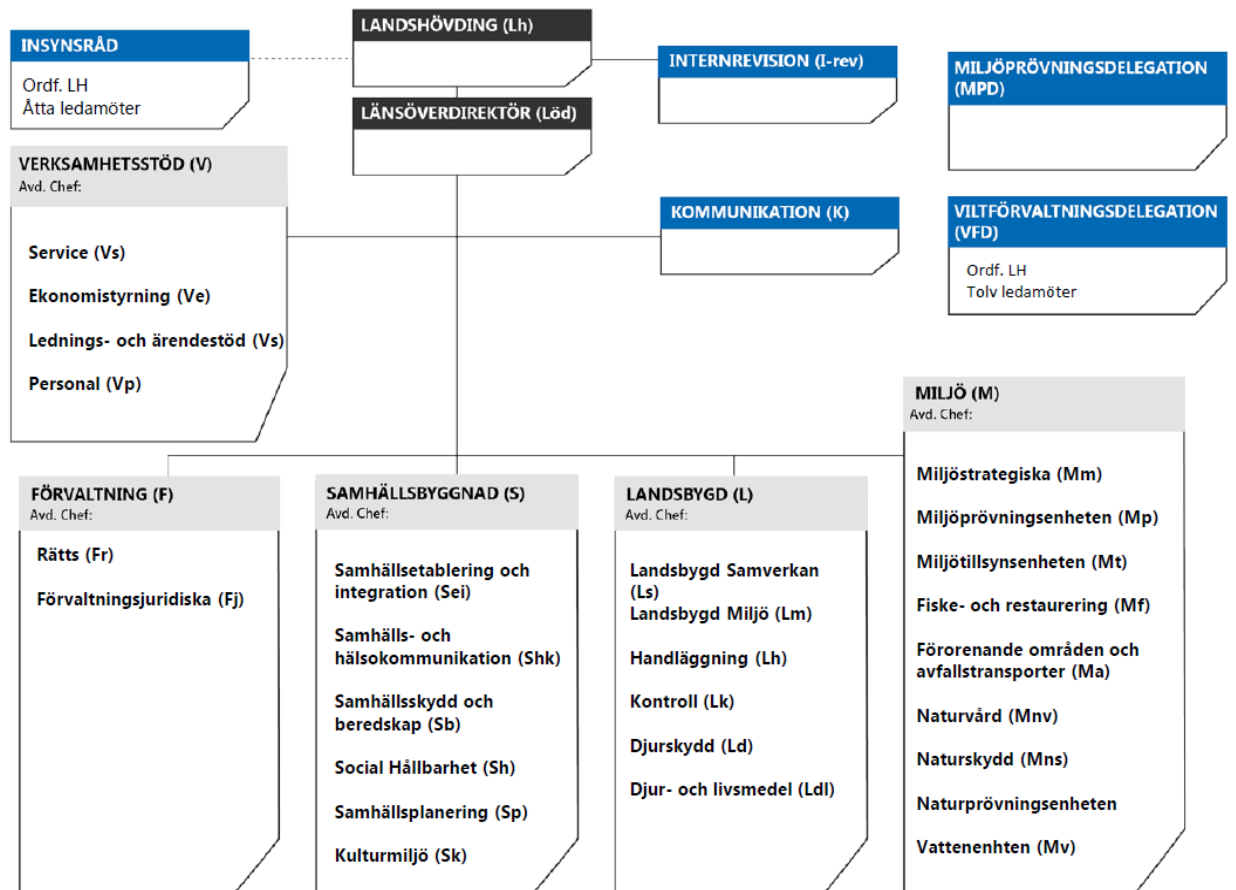 LANDSHÖVDING (Lh)
INSYNSRÅD
Ordf. LH
Åtta ledamöter
INTERNREVISION (I-rev)
MILJÖPRÖVNINGSDELEGATION
(MPD)
LÄNSÖVERDIREKTÖR (Löd)
VERKSAMHETSSTÖD (V)
Avd. Chef:
Service (Vs)
Ekonomistyrning (Ve)
Lednings- och ärendestöd (Vs)
Personal (Vp)
KOMMUNIKATION (K)
VILTFÖRVALTNINGSDELEGATION
(VFD)
Ordf. LH
Tolv ledamöter
FÖRVALTNING (F)
Avd. Chef:
Rätts (Fr)
Förvaltningsjuridiska (Fj)
SAMHÄLLSBYGGNAD (S)
Avd. Chef:
Samhällsetablering och
integration (Sei)
Samhälls- och
hälsokommunikation (Shk)
Samhällsskydd och
beredskap (Sb)
Social Hållbarhet (Sh)
Samhällsplanering (Sp)
Kulturmiljö (Sk)
LANDSBYGD (L)
Avd. Chef:
Landsbygd Samverkan
(Ls)
Landsbygd Miljö (Lm)
Handläggning (Lh)
Kontroll (Lk)
Djurskydd (Ld)
Djur- och livsmedel (Ldl)
MILJÖ (M)
Avd. Chef:
Miljöstrategiska (Mm)
Miljöprövningsenheten (Mp)
Miljötillsynsenheten (Mt)
Fiske- och restaurering (Mf)
Förorenande områden och
avfallstransporter (Ma)
Naturvård (Mnv)
Naturskydd (Mns)
Naturprövningsenheten
Vattenenhten (Mv)